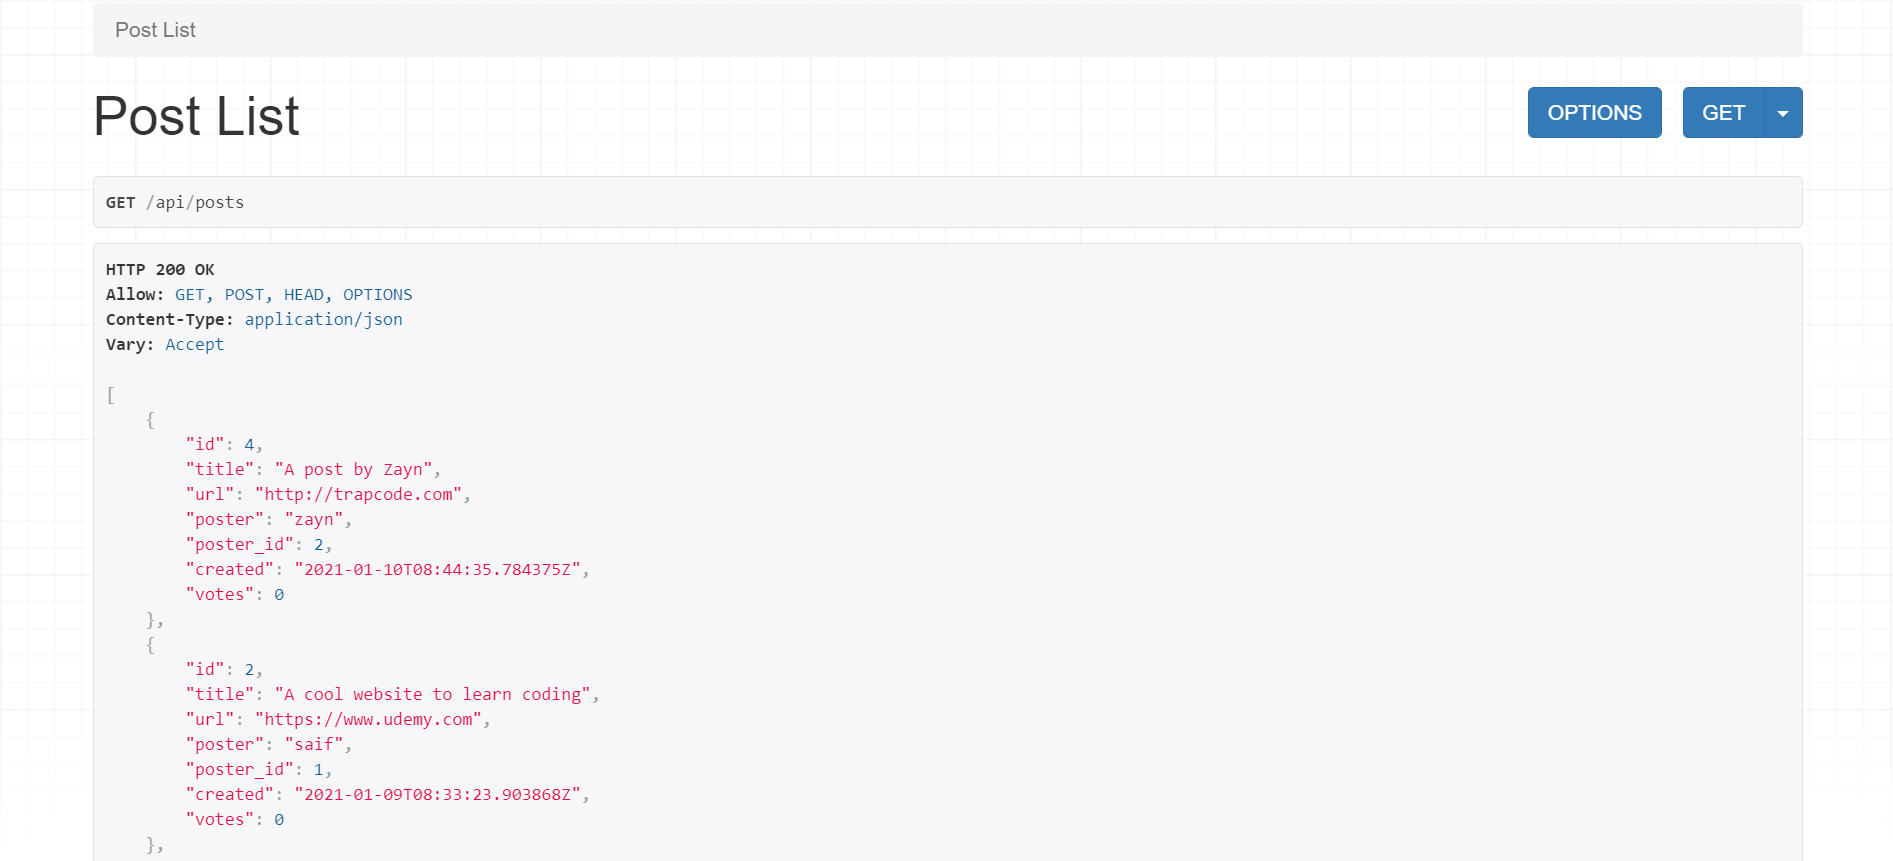 Post List
Post List
OPTIONS
GET
GET /api/posts
HTTP 200 OK
Allow: GET, POST, HEAD, OPTIONS
Content-Type: application/json
Vary: Accept
[
    {
        "id": 4,
        "title": "A post by Zayn",
        "url": "http://trapcode.com",
        "poster": "zayn",
        "poster_id": 2,
        "created": "2021-01-10T08:44:35.784375Z",
        "votes": 0
    },
    {
        "id": 2,
        "title": "A cool website to learn coding",
        "url": "https://www.udemy.com",
        "poster": "saif",
        "poster_id": 1,
        "created": "2021-01-09T08:33:23.903868Z",
        "votes": 0
    },